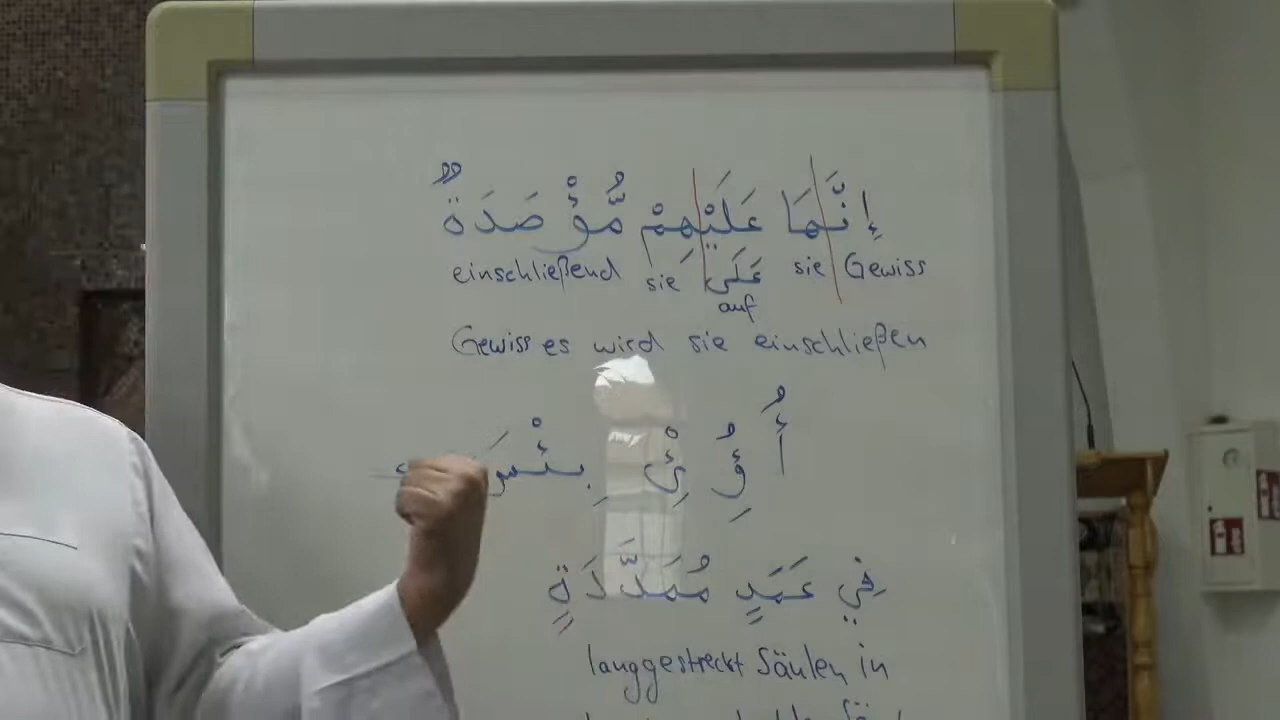 إِنَّهَا عَلَيْهِمْ مُّؤْصَدَةٌ
einschließend sie عَلَى sie Gewiss
auf
Gewiss es wird sie einschließen
أُ ؤُ ئْ بِئْسَ
فِي عَمَدٍ مُمَدَّدَةٍ
langgestreckt Säulen in